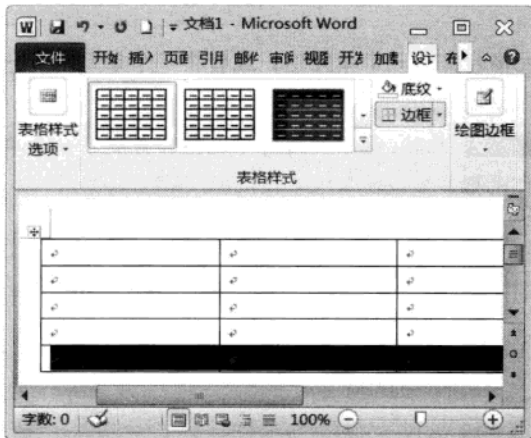 文档1 - Microsoft Word
文件 开始 插入 页面 引用 邮件 审阅 视图 开发 加载 设计 布
表格样式
选项
底纹
边框
绘图边框
表格样式
字数: 0 100%